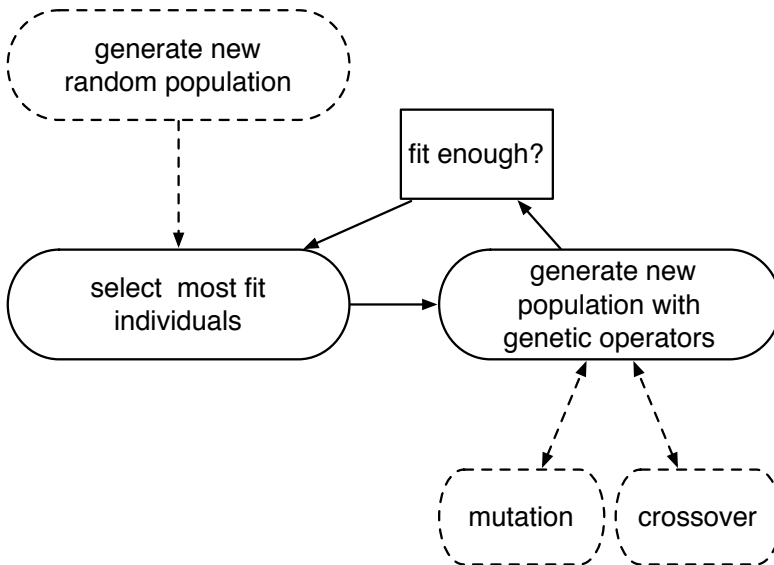 generate new
random population
fit enough?
select  most fit
individuals
generate new
population with
genetic operators
mutation
crossover